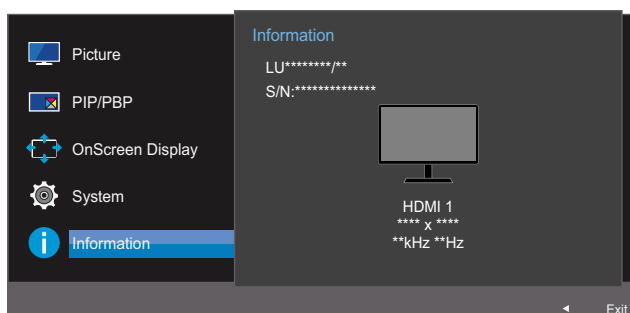 Picture
PIP/PBP
OnScreen Display
System
Information
Information
LU********/**
S/N:**************
HDMI 1
**** x ****
**kHz **Hz
Exit